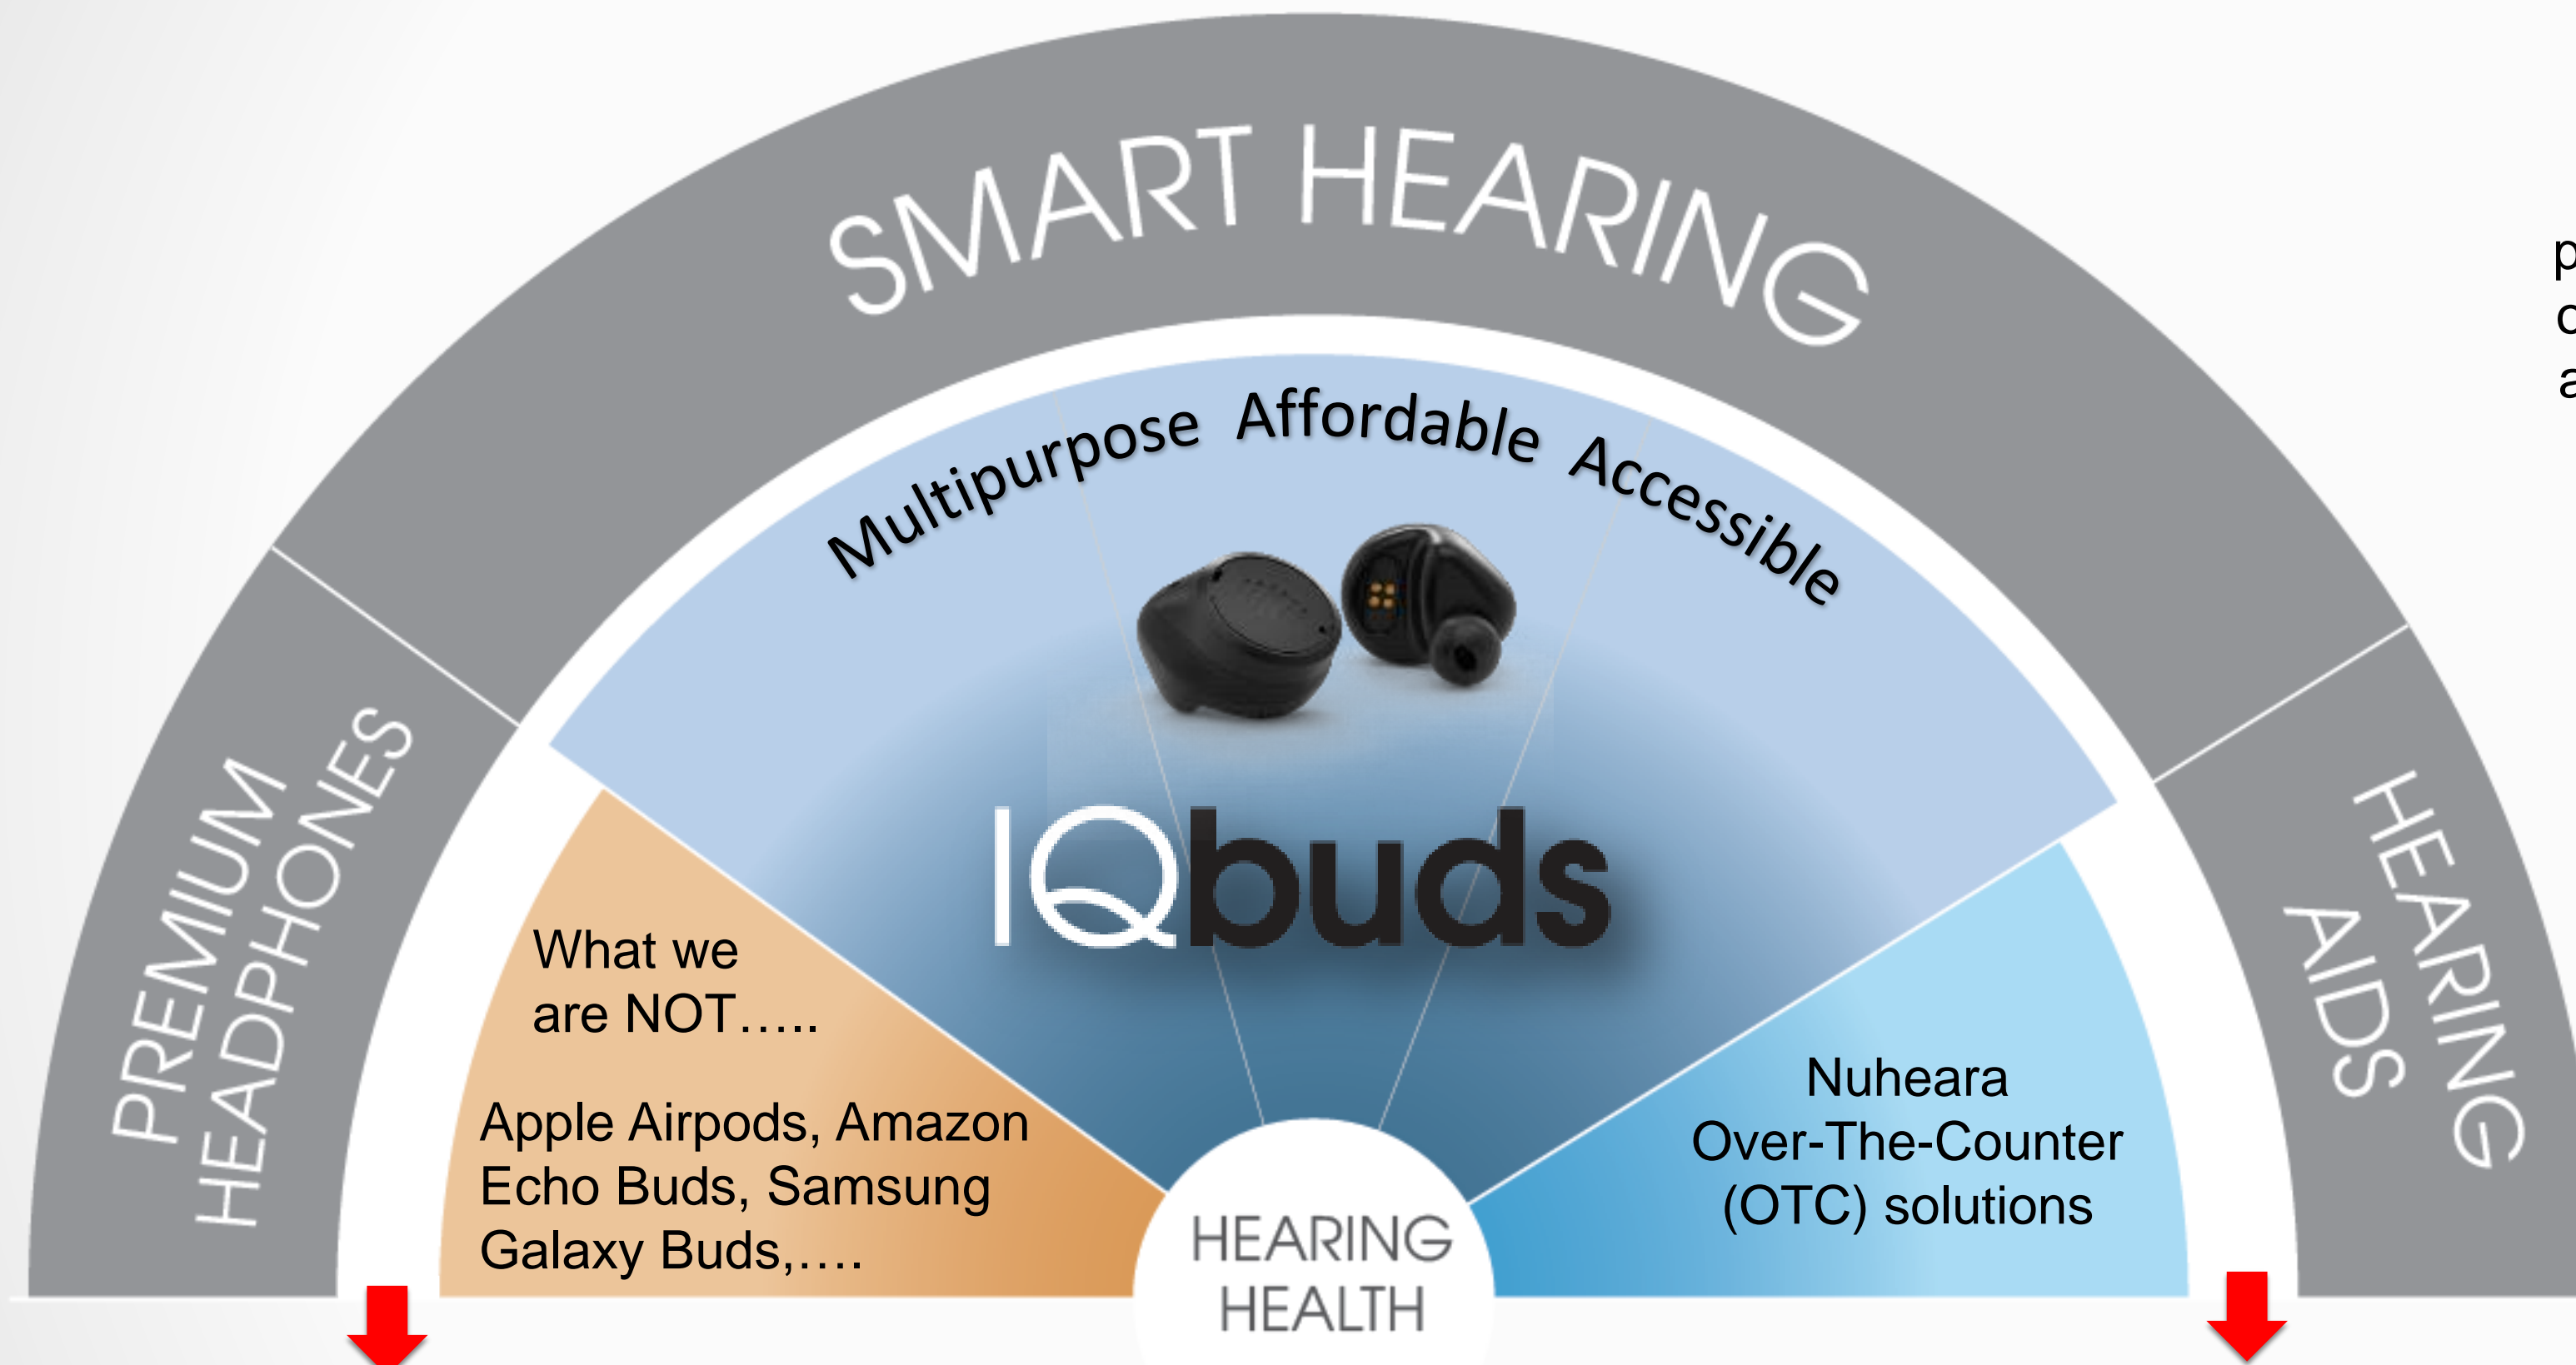 SMART HEARING
Multipurpose Affordable Accessible
IQbuds
PREMIUM
HEADPHONES
HEARING
AIDS
What we
are NOT…..
Apple Airpods, Amazon
Echo Buds, Samsung
Galaxy Buds,….
Nuheara
Over-The-Counter
(OTC) solutions
HEARING
HEALTH